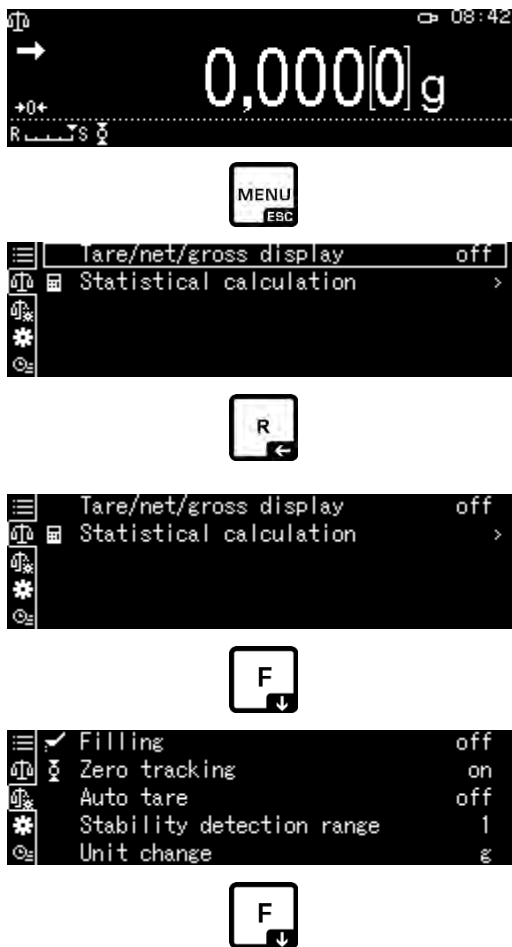 08:42
0,000[0] g
→0←
R S
MENU
ESC
Tare/net/gross display off
Statistical calculation >
R
Tare/net/gross display off
Statistical calculation >
F
Filling off
Zero tracking on
Auto tare off
Stability detection range 1
Unit change g
F